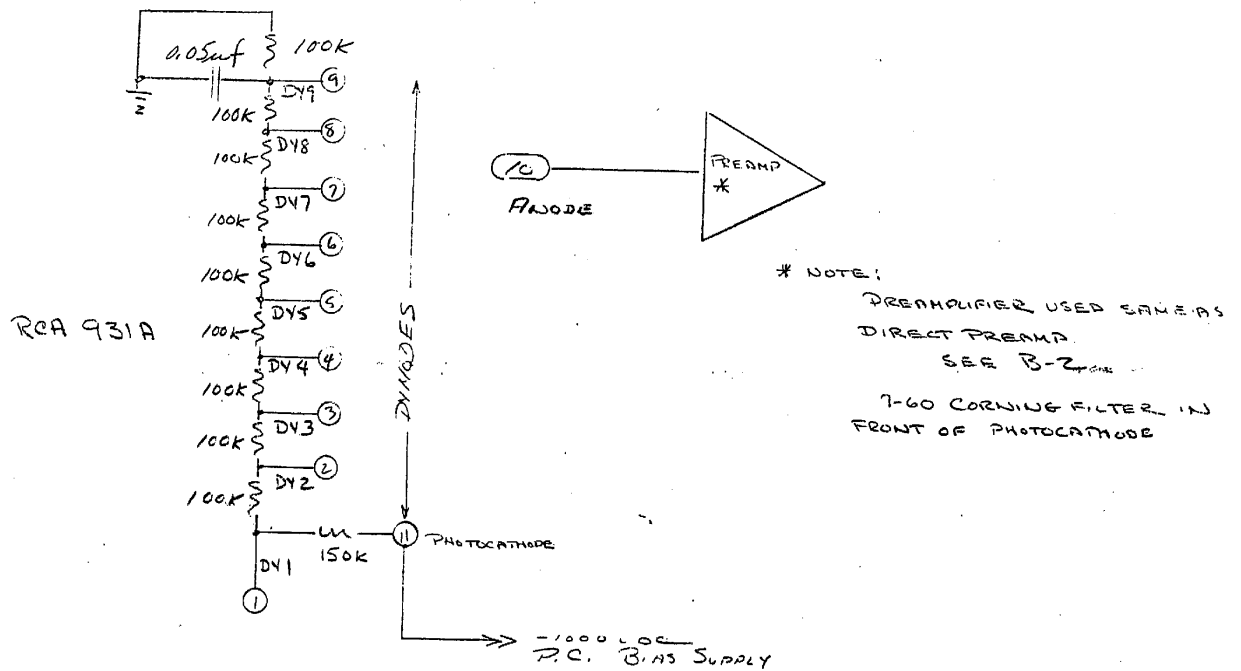 0.05uf
100K
9
DY9
100K
8
DY8
100K
7
DY7
100K
6
DY6
100K
5
DY5
100K
4
DY4
100K
3
DY3
100K
2
DY2
100K
150K
DY1
1
RCA 931A
DYNODES
11
PHOTOCATHODE
P.C. BIAS SUPPLY
10
ANODE
PREAMP
*
* NOTE:
PREAMPLIFIER USED SAME AS
DIRECT PREAMP.
SEE B-2
7-60 CORNING FILTER IN
FRONT OF PHOTOCATHODE